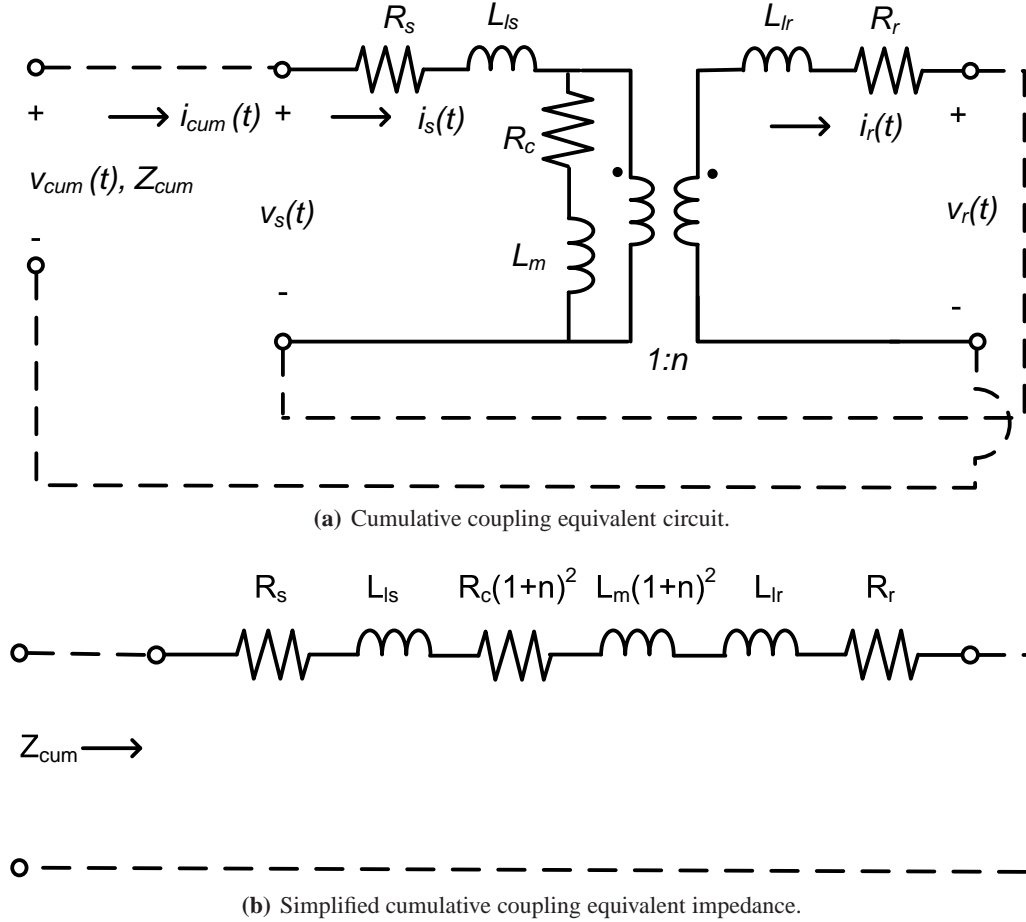 R_s L_ls L_lr R_r
+ i_cum(t) + i_s(t) R_c i_r(t) +
v_cum(t), Z_cum
v_s(t) v_r(t)
L_m
- - -
1:n
(a) Cumulative coupling equivalent circuit.
R_s L_ls R_c(1+n)^2 L_m(1+n)^2 L_lr R_r
Z_cum
(b) Simplified cumulative coupling equivalent impedance.